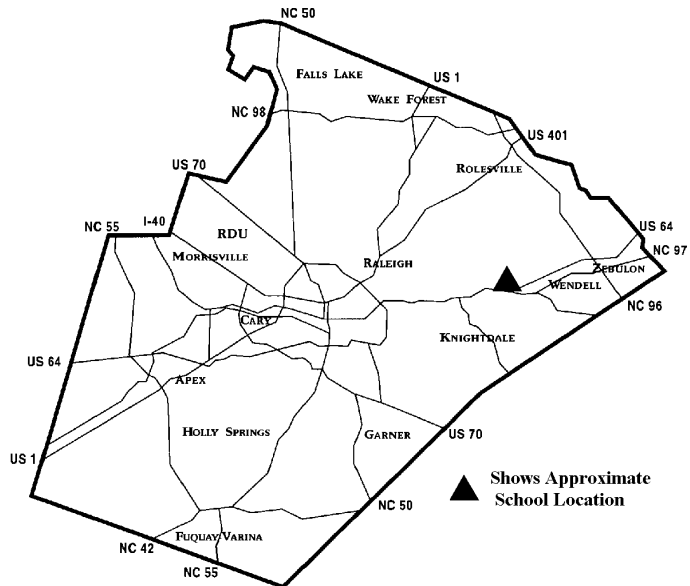 NC 50
FALLS LAKE
US 1
WAKE FOREST
NC 98
US 401
US 70
ROLESVILLE
NC 55
I-40
RDU
US 64
MORRISVILLE
NC 97
RALEIGH
ZEBULON
WENDELL
NC 96
CARY
KNIGHTDALE
US 64
APEX
HOLLY SPRINGS
GARNER
US 70
US 1
Shows Approximate
School Location
NC 50
NC 42
FUQUAY VARINA
NC 55